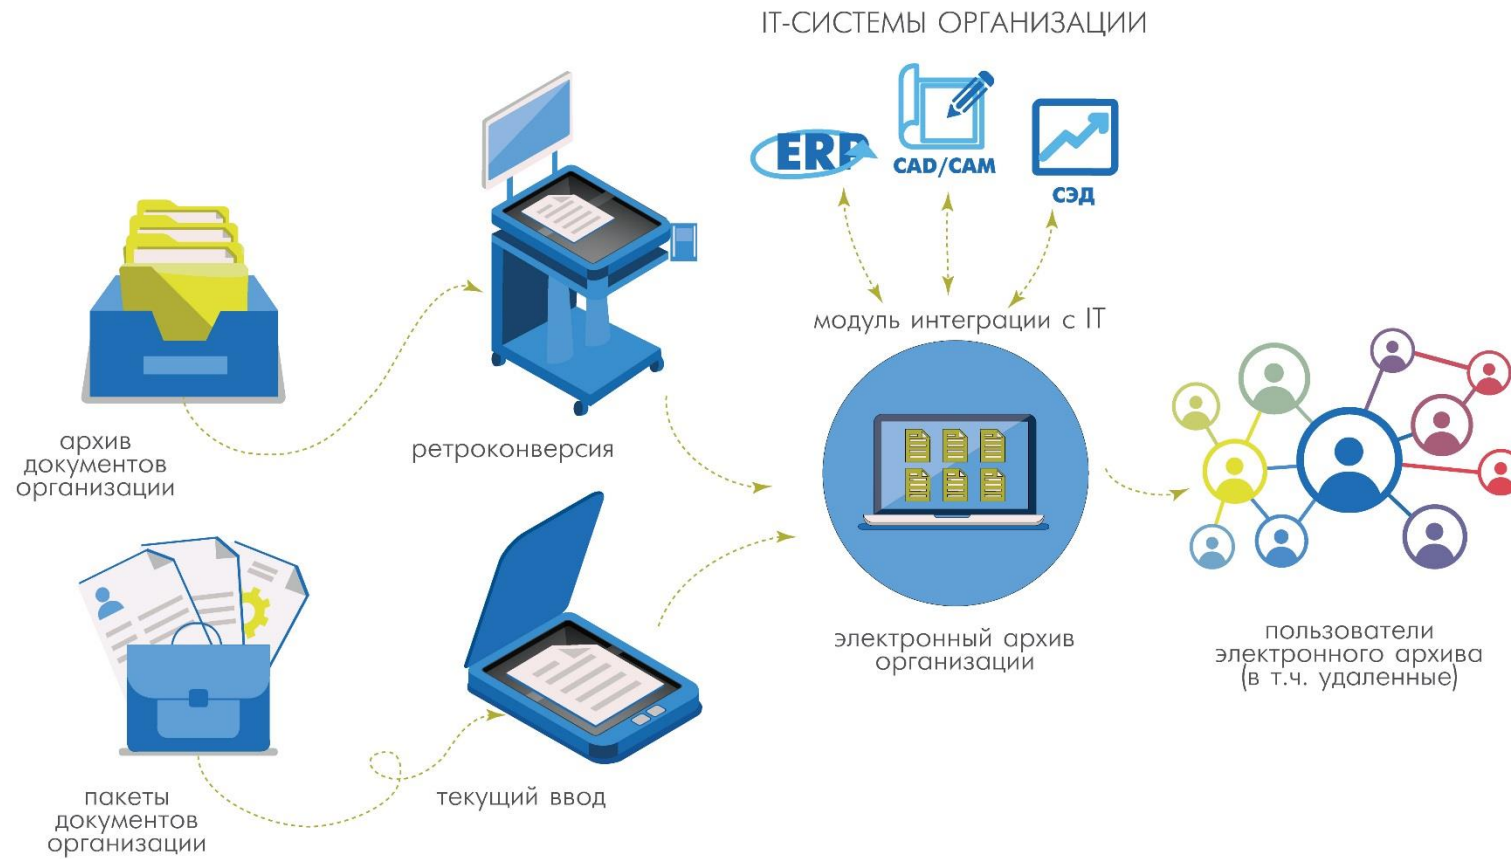 IT-СИСТЕМЫ ОРГАНИЗАЦИИ
ERP
CAD/CAM
СЭД
модуль интеграции с IT
архив
документов
организации
ретроконверсия
электронный архив
организации
пользователи
электронного архива
(в т.ч. удаленные)
пакеты
документов
организации
текущий ввод